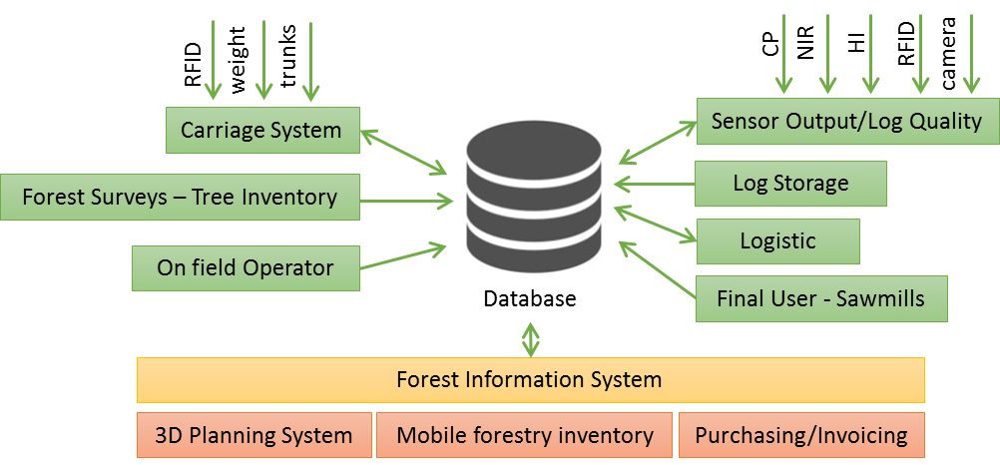 RFID
weight
trunks
CP
NIR
HI
RFID
camera
Carriage System
Sensor Output/Log Quality
Forest Surveys – Tree Inventory
Log Storage
On field Operator
Logistic
Final User - Sawmills
Database
Forest Information System
3D Planning System
Mobile forestry inventory
Purchasing/Invoicing